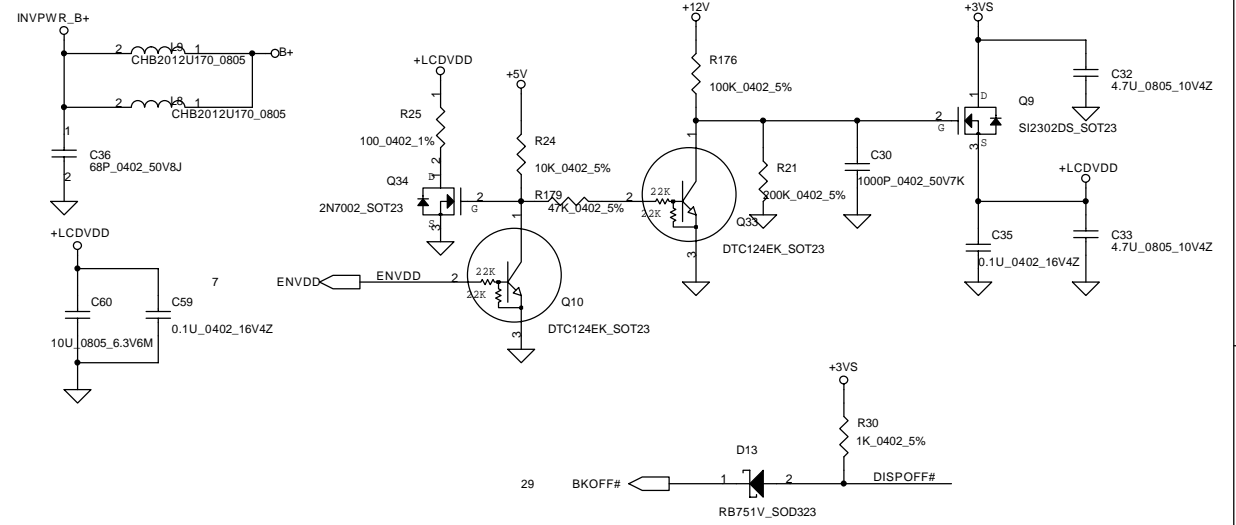 INVPWR_B+
2
L9
1
B+
CHB2012U170_0805
2
L8
1
CHB2012U170_0805
1
C36
68P_0402_50V8J
2
+LCDVDD
C60
10U_0805_6.3V6M
C59
0.1U_0402_16V4Z
+LCDVDD
1
R25
100_0402_1%
2
D
Q34
2N7002_SOT23
2
G
S
3
+5V
R24
10K_0402_5%
R179
47K_0402_5%
7
ENVDD
ENVDD
2
22K
22K
1
Q10
3
DTC124EK_SOT23
+12V
R176
100K_0402_5%
1
2
22K
22K
Q33
DTC124EK_SOT23
3
R21
200K_0402_5%
C30
1000P_0402_50V7K
+3VS
C32
4.7U_0805_10V4Z
1
D
2
G
Q9
SI2302DS_SOT23
3
S
+LCDVDD
C35
0.1U_0402_16V4Z
C33
4.7U_0805_10V4Z
+3VS
R30
1K_0402_5%
D13
29
BKOFF#
1
2
DISPOFF#
RB751V_SOD323